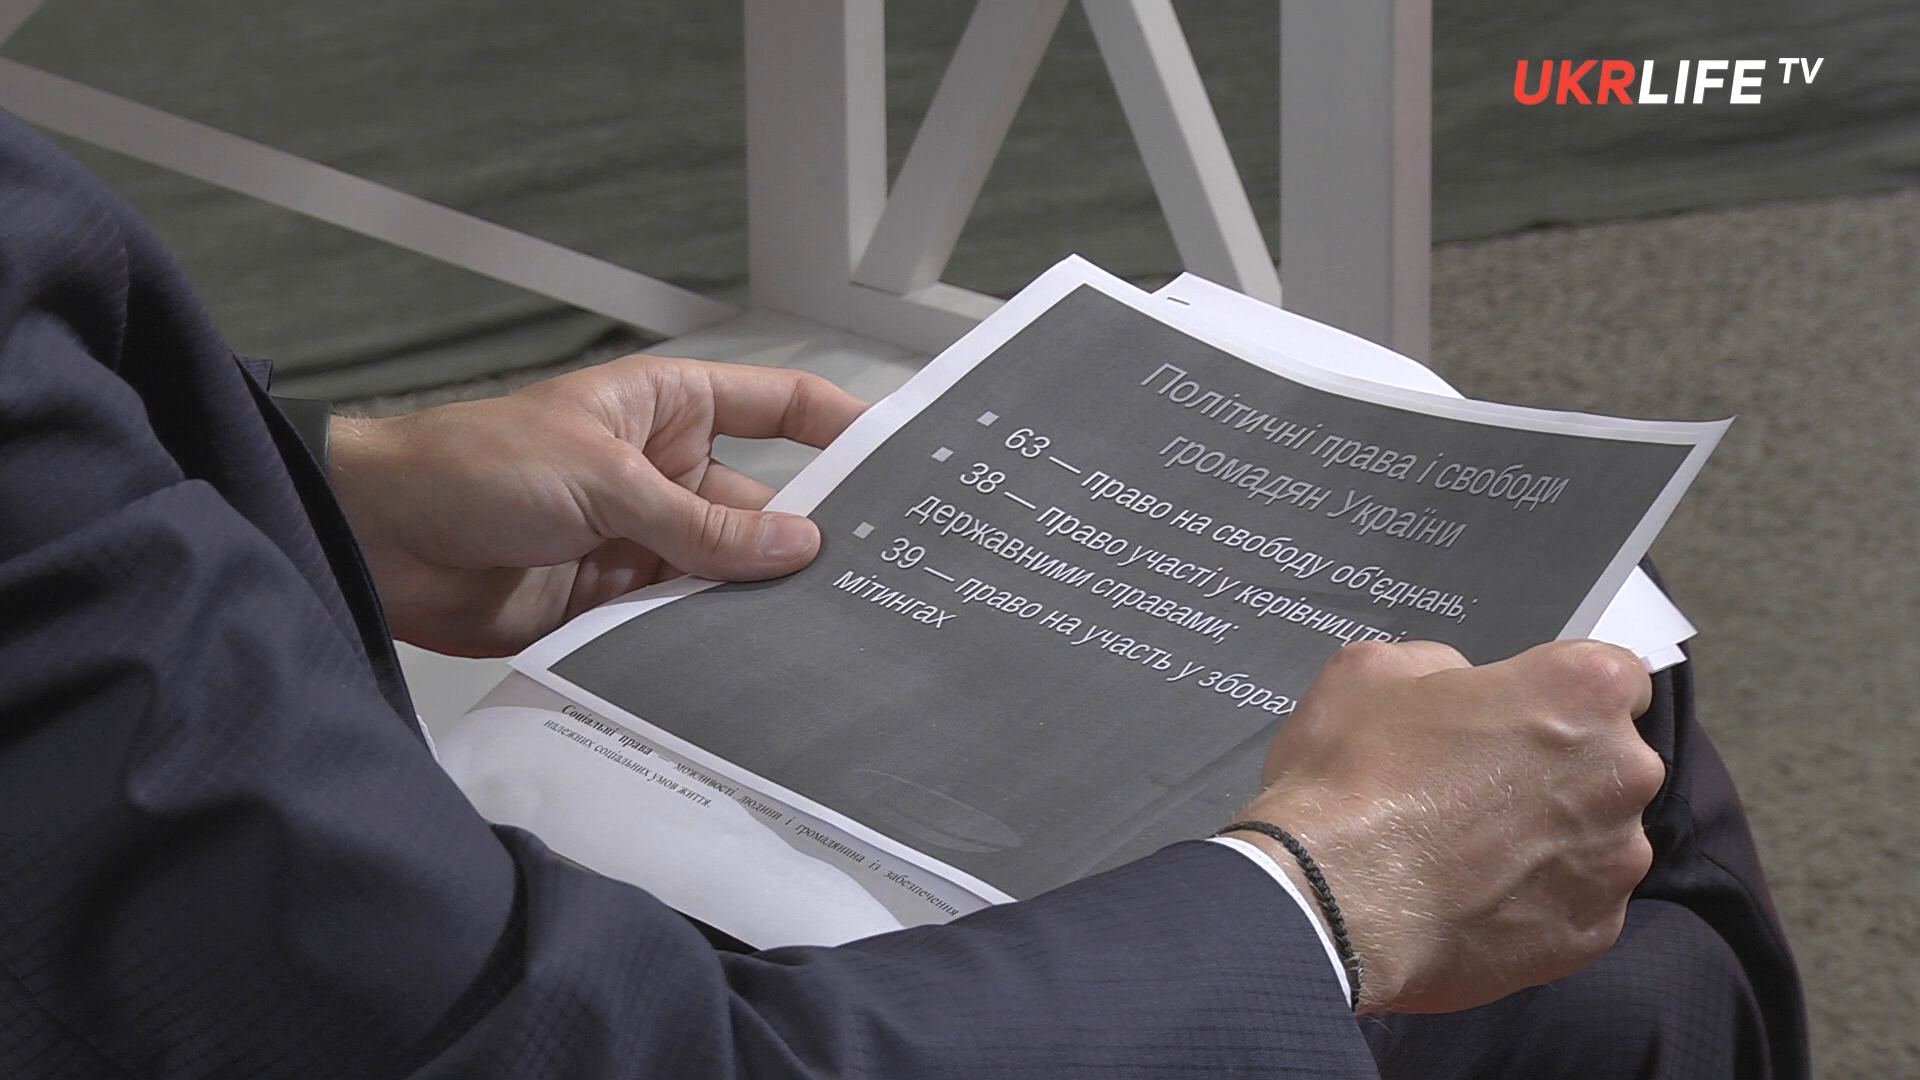 UKRLIFE TV
Політичні права і свободи
громадян України
63 — право на свободу об'єднань;
38 — право участі у керівництві
державними справами;
39 — право на участь у зборах
мітингах
Соціальні права — можливості людини і громадянина із забезпечення
належних соціальних умов життя.